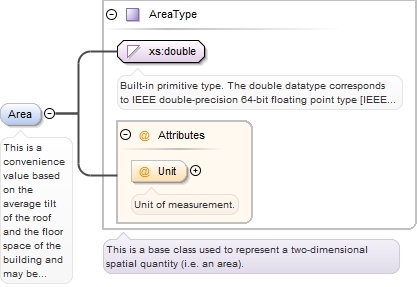 AreaType
xs:double
Built-in primitive type. The double datatype corresponds
to IEEE double-precision 64-bit floating point type [IEEE...
Area
This is a
convenience
value based
on the
average tilt
of the roof
and the floor
space of the
building and
may be...
@ Attributes
@ Unit
Unit of measurement.
This is a base class used to represent a two-dimensional
spatial quantity (i.e. an area).